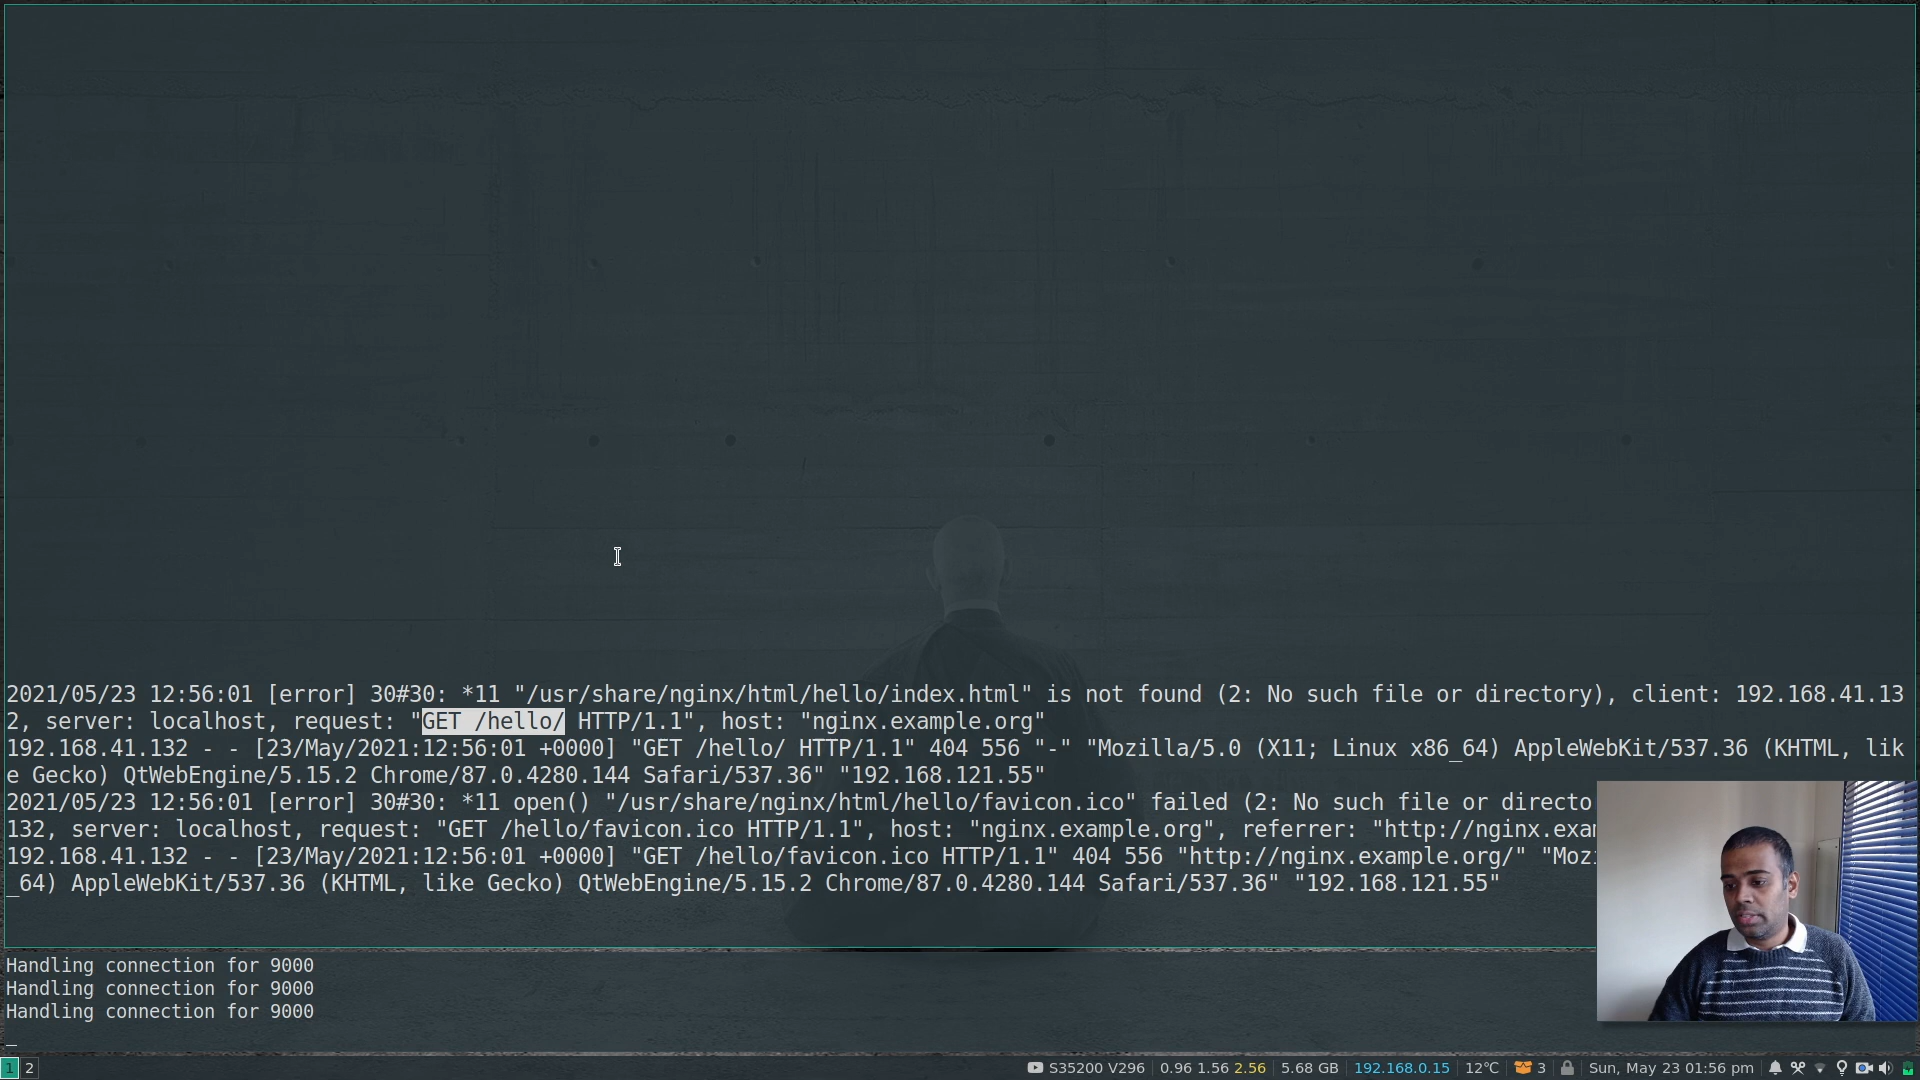 2021/05/23 12:56:01 [error] 30#30: *11 "/usr/share/nginx/html/hello/index.html" is not found (2: No such file or directory), client: 192.168.41.13
2, server: localhost, request: "GET /hello/ HTTP/1.1", host: "nginx.example.org"
192.168.41.132 - - [23/May/2021:12:56:01 +0000] "GET /hello/ HTTP/1.1" 404 556 "-" "Mozilla/5.0 (X11; Linux x86_64) AppleWebKit/537.36 (KHTML, lik
e Gecko) QtWebEngine/5.15.2 Chrome/87.0.4280.144 Safari/537.36" "192.168.121.55"
2021/05/23 12:56:01 [error] 30#30: *11 open() "/usr/share/nginx/html/hello/favicon.ico" failed (2: No such file or directo
132, server: localhost, request: "GET /hello/favicon.ico HTTP/1.1", host: "nginx.example.org", referrer: "http://nginx.exam
192.168.41.132 - - [23/May/2021:12:56:01 +0000] "GET /hello/favicon.ico HTTP/1.1" 404 556 "http://nginx.example.org/" "Moz
_64) AppleWebKit/537.36 (KHTML, like Gecko) QtWebEngine/5.15.2 Chrome/87.0.4280.144 Safari/537.36" "192.168.121.55"
Handling connection for 9000
Handling connection for 9000
Handling connection for 9000
_
1 2 S35200 V296 0.96 1.56 2.56 5.68 GB 192.168.0.15 12℃ 3 Sun, May 23 01:56 pm